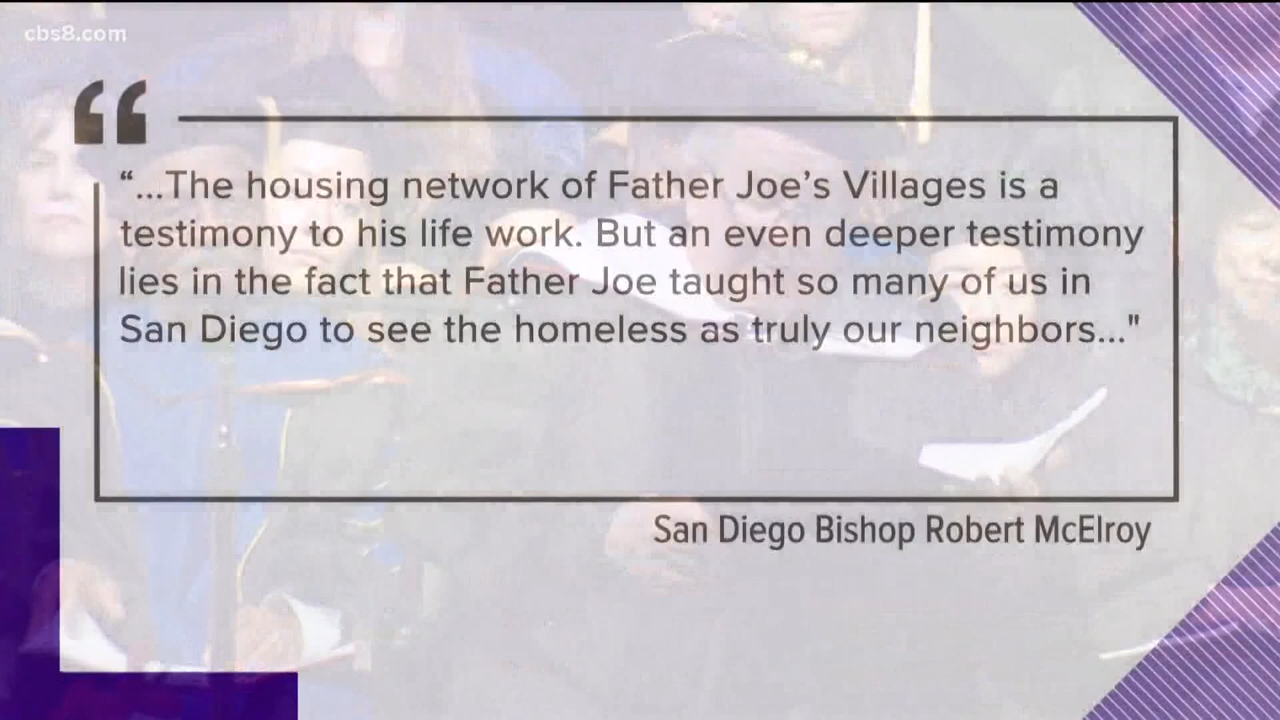 cbs8.com
“
“...The housing network of Father Joe’s Villages is a
testimony to his life work. But an even deeper testimony
lies in the fact that Father Joe taught so many of us in
San Diego to see the homeless as truly our neighbors..."
San Diego Bishop Robert McElroy